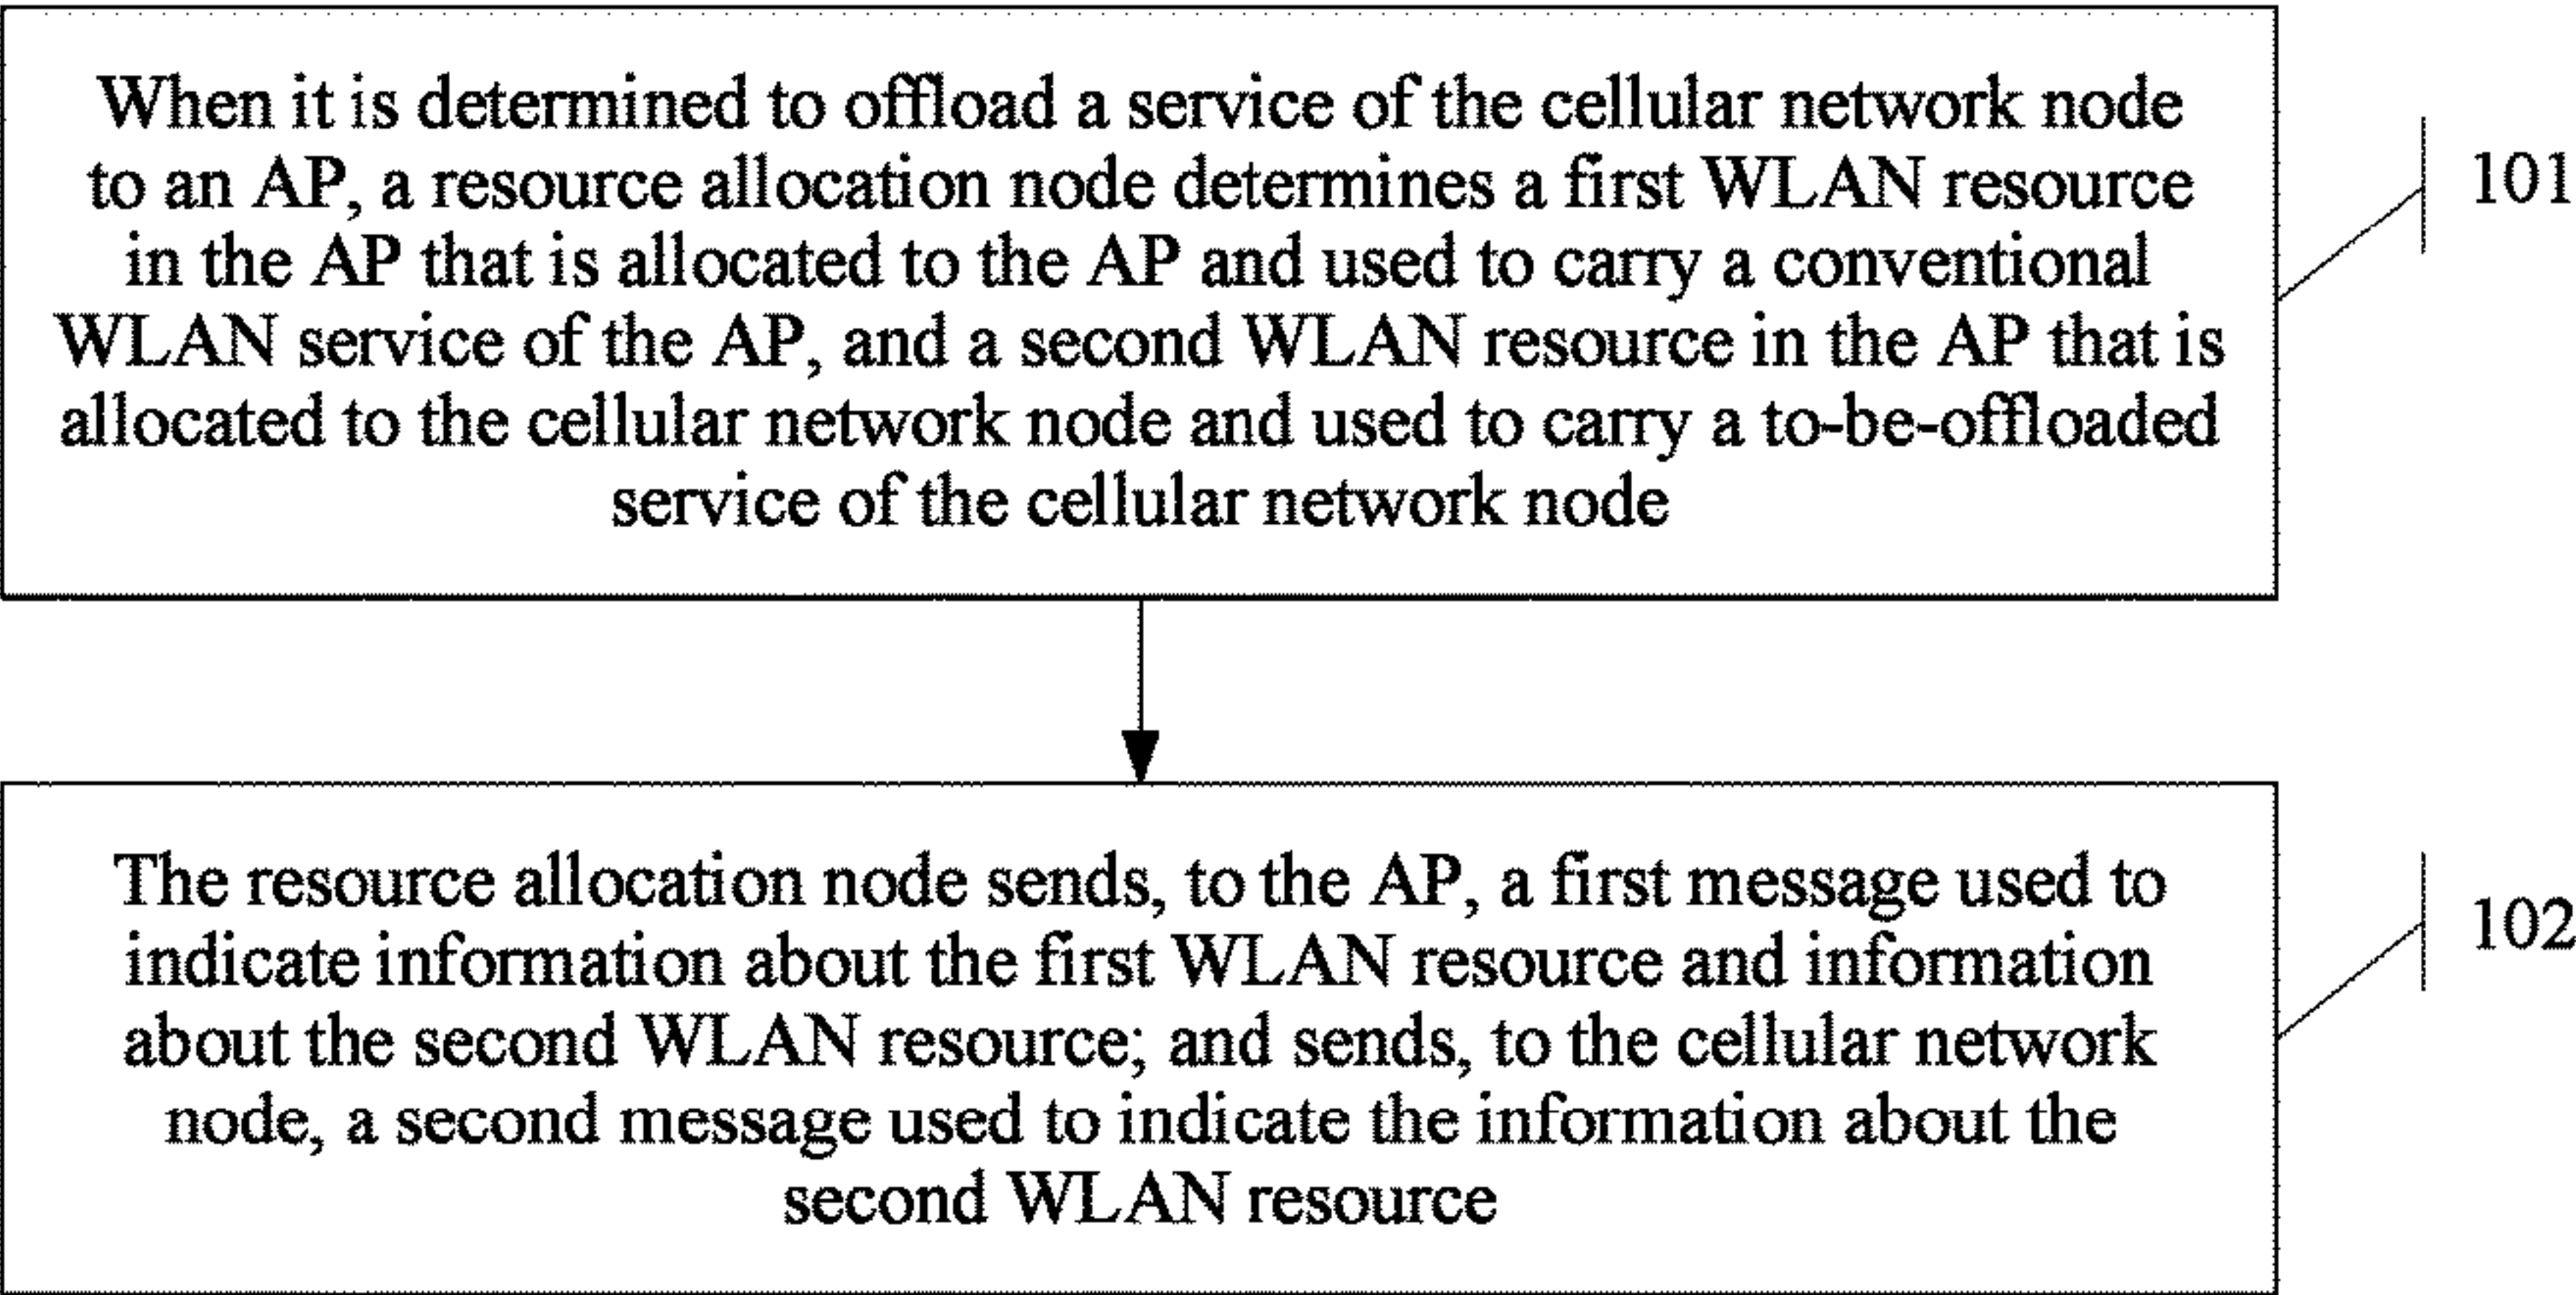 When it is determined to offload a service of the cellular network node
to an AP, a resource allocation node determines a first WLAN resource
in the AP that is allocated to the AP and used to carry a conventional
WLAN service of the AP, and a second WLAN resource in the AP that is
allocated to the cellular network node and used to carry a to-be-offloaded
service of the cellular network node
101
The resource allocation node sends, to the AP, a first message used to
indicate information about the first WLAN resource and information
about the second WLAN resource; and sends, to the cellular network
node, a second message used to indicate the information about the
second WLAN resource
102